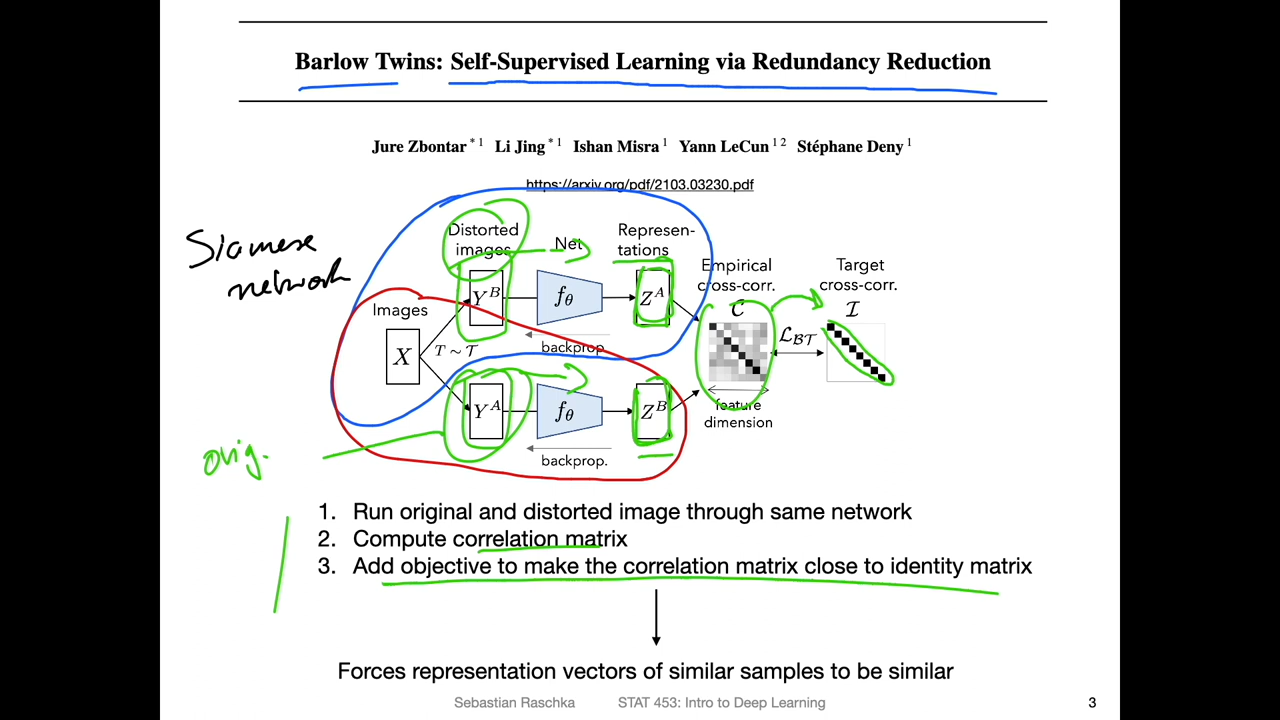 Barlow Twins: Self-Supervised Learning via Redundancy Reduction
Jure Zbontar * 1 Li Jing * 1 Ishan Misra 1 Yann LeCun 1 2 Stéphane Deny 1
https://arxiv.org/pdf/2103.03230.pdf
Siamese
network
Distorted
images
Net
Represen-
tations
Empirical
cross-corr.
C
Target
cross-corr.
I
Images
X
T ~ T
Y^B
f_θ
Z^A
backprop.
L_BT
Y^A
f_θ
Z^B
backprop.
feature
dimension
orig.
1. Run original and distorted image through same network
2. Compute correlation matrix
3. Add objective to make the correlation matrix close to identity matrix
Forces representation vectors of similar samples to be similar
Sebastian Raschka STAT 453: Intro to Deep Learning 3